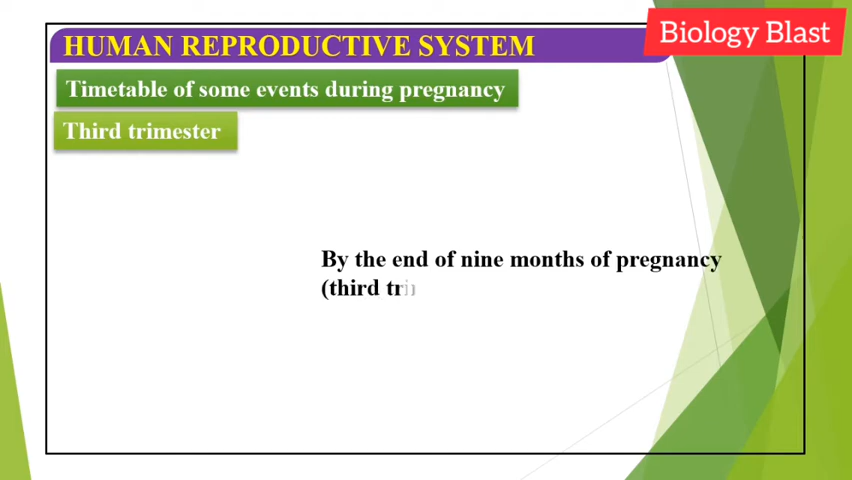 HUMAN REPRODUCTIVE SYSTEM
Biology Blast
Timetable of some events during pregnancy
Third trimester
By the end of nine months of pregnancy
(third